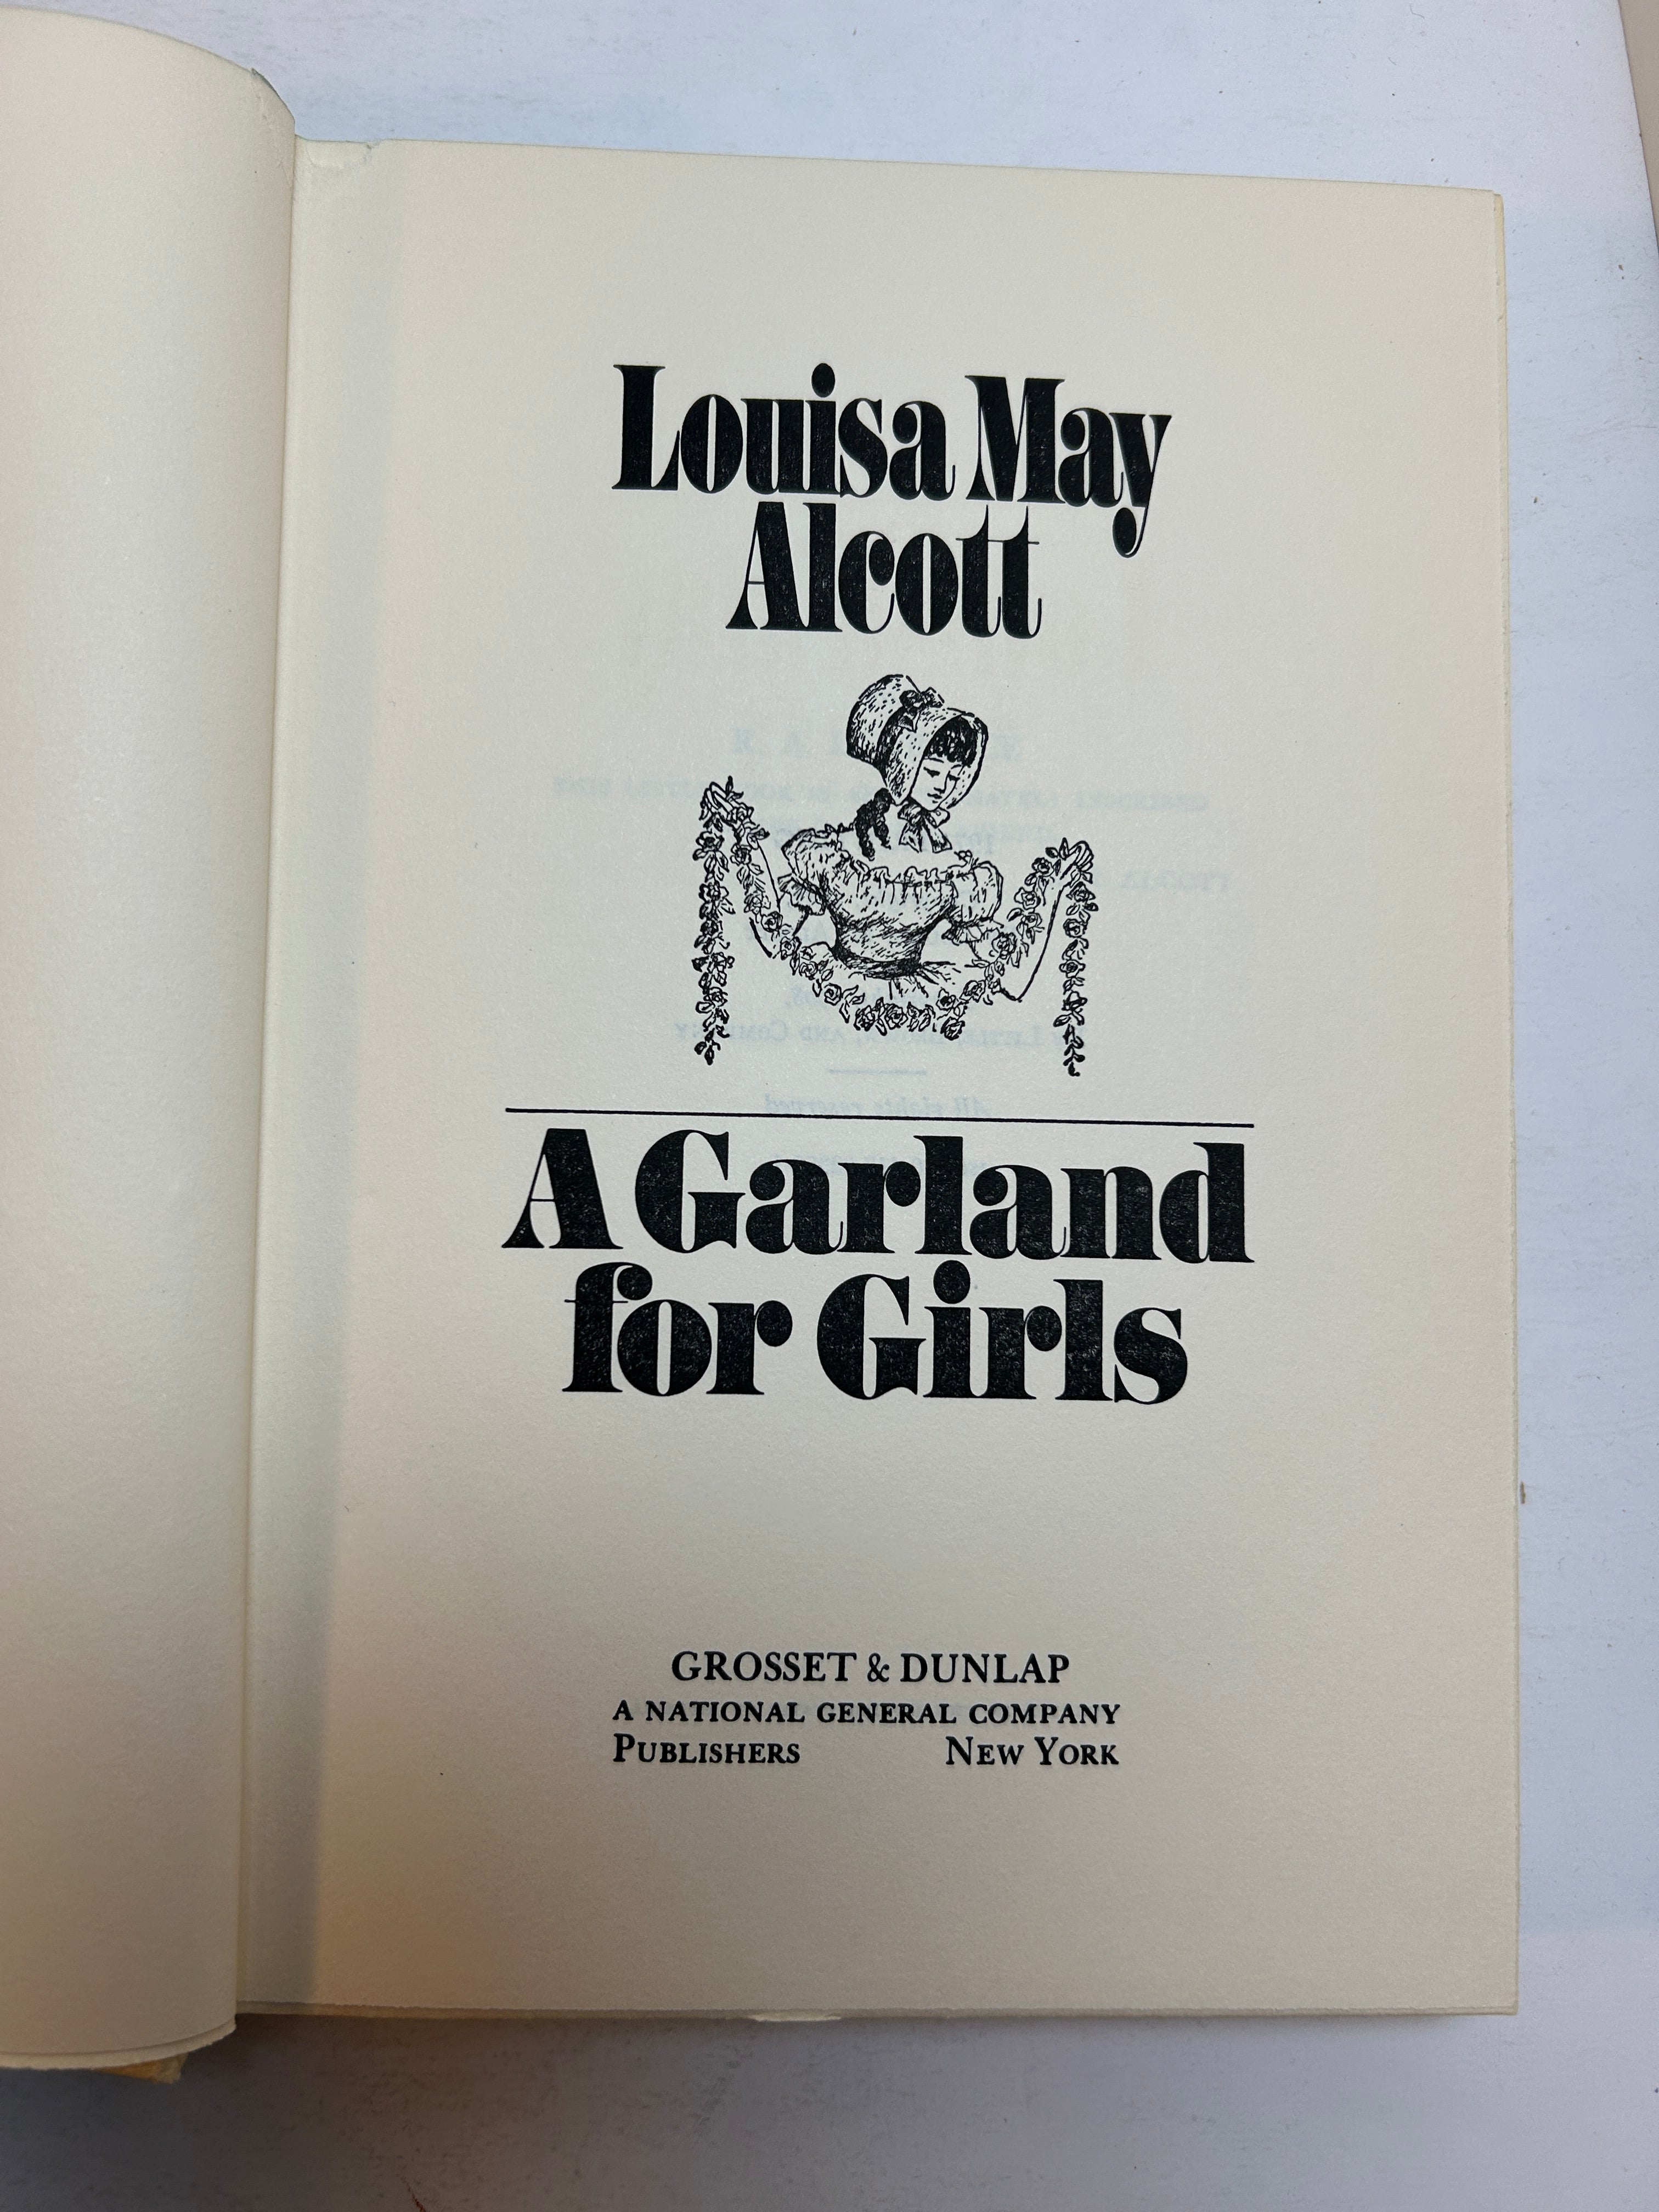 Louisa May
Alcott
A Garland
for Girls
GROSSET & DUNLAP
A NATIONAL GENERAL COMPANY
PUBLISHERS NEW YORK